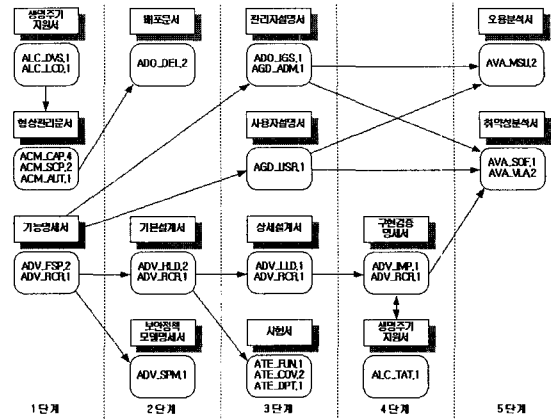 생명주기
지원서
ALC_DVS.1
ALC_LCD.1
형상관리문서
ACM_CAP.4
ACM_SCP.2
ACM_AUT.1
기능명세서
ADV_FSP.2
ADV_RCR.1
1단계
배포문서
ADO_DEL.2
기본설계서
ADV_HLD.2
ADV_RCR.1
보안정책
모델명세서
ADV_SPM.1
2단계
관리자설명서
ADO_IGS.1
AGD_ADM.1
사용자설명서
AGD_USR.1
상세설계서
ADV_LLD.1
ADV_RCR.1
시험서
ATE_FUN.1
ATE_COV.2
ATE_DPT.1
3단계
구현검증
명세서
ADV_IMP.1
ADV_RCR.1
생명주기
지원서
ALC_TAT.1
4단계
오용분석서
AVA_MSU.2
취약성분석서
AVA_SOF.1
AVA_VLA.2
5단계